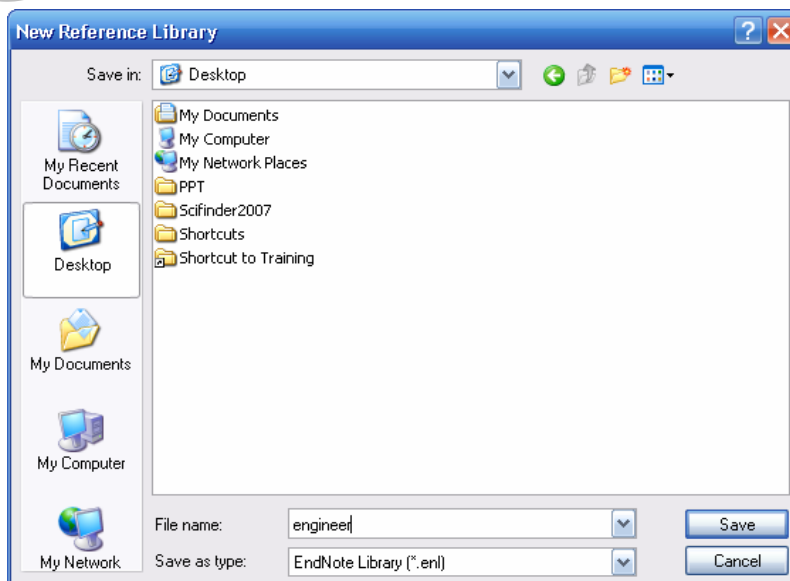 New Reference Library
Save in:
Desktop
My Recent
Documents
Desktop
My Documents
My Computer
My Network
My Documents
My Computer
My Network Places
PPT
Scifinder2007
Shortcuts
Shortcut to Training
File name:
engineer
Save
Save as type:
EndNote Library (*.enl)
Cancel